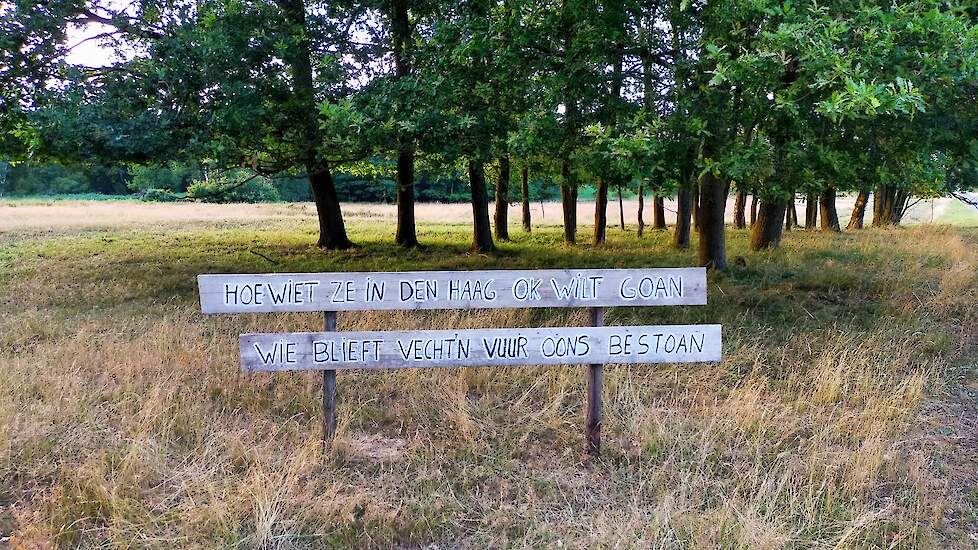 HOEWIET ZE IN DEN HAAG OK WILT GOAN
WIE BLIEFT VECHT'N VUUR OONS BESTOAN